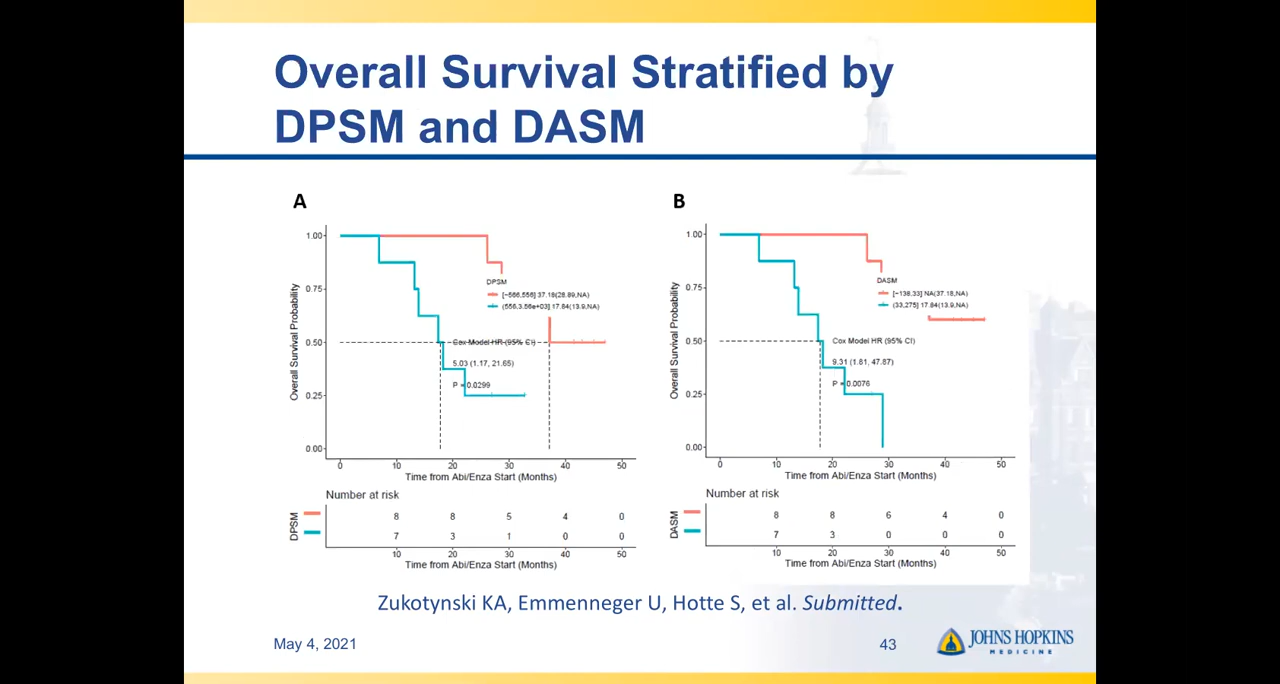 Overall Survival Stratified by
DPSM and DASM
A
1.00
0.75
0.50
0.25
0.00
Overall Survival Probability
DPSM
[−566,556] 37.18(28.89,NA)
(556,3.56e+03] 17.84(13.9,NA)
Cox Model HR (95% CI)
5.03 (1.17, 21.65)
P = 0.0299
0 10 20 30 40 50
Time from Abi/Enza Start (Months)
Number at risk
DPSM
8 8 5 4 0
7 3 1 0 0
10 20 30 40 50
Time from Abi/Enza Start (Months)
B
1.00
0.75
0.50
0.25
0.00
Overall Survival Probability
DASM
[−138,33] NA(37.18,NA)
(33,275] 17.84(13.9,NA)
Cox Model HR (95% CI)
9.31 (1.81, 47.87)
P = 0.0076
0 10 20 30 40 50
Time from Abi/Enza Start (Months)
Number at risk
DASM
8 8 6 4 0
7 3 0 0 0
10 20 30 40 50
Time from Abi/Enza Start (Months)
Zukotynski KA, Emmenneger U, Hotte S, et al. Submitted.
May 4, 2021
43
JOHNS HOPKINS
MEDICINE